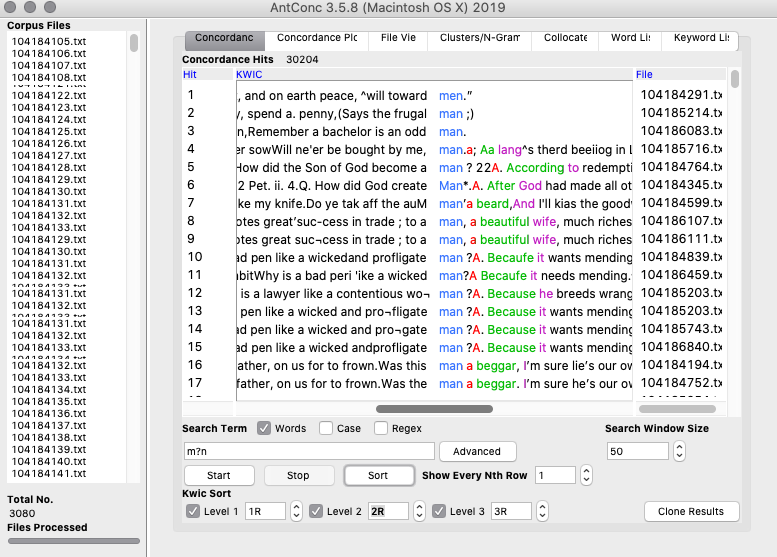 AntConc 3.5.8 (Macintosh OS X) 2019
Corpus Files
104184105.txt
104184106.txt
104184107.txt
104184108.txt
104184122.txt
104184123.txt
104184124.txt
104184125.txt
104184126.txt
104184127.txt
104184128.txt
104184129.txt
104184130.txt
104184131.txt
104184132.txt
104184133.txt
104184129.txt
104184130.txt
104184131.txt
104184132.txt
104184131.txt
104184132.txt
104184131.txt
104184132.txt
104184132.txt
104184133.txt
104184134.txt
104184135.txt
104184136.txt
104184137.txt
104184138.txt
104184139.txt
104184140.txt
104184141.txt
Total No.
3080
Files Processed
Concordanc Concordance Plc File Vie Clusters/N-Gram Collocate Word Li: Keyword Li:
Concordance Hits 30204
Hit KWIC File
1 , and on earth peace, ^will toward men.” 104184291.tx
2 y, spend a. penny,(Says the frugal man ;) 104185214.tx
3 n,Remember a bachelor is an odd man. 104186083.tx
4 er sowWill ne'er be bought by me, man.a; Aa lang^s therd beeiiog in L 104185716.tx
5 How did the Son of God become a man ? 22A. According to redempti 104184764.tx
6 2 Pet. ii. 4.Q. How did God create Man*.A. After God had made all ot 104184345.tx
7 ke my knife.Do ye tak aff the auM man’a beard,And I'll kias the goodw 104184599.tx
8 otes great’suc-cess in trade ; to a man, a beautiful wife, much riches 104186107.tx
9 otes great suc¬cess in trade ; to a man, a beautiful wife, much riches 104186111.tx
10 ad pen like a wickedand profligate man ?A. Becaufe it wants mending 104184839.tx
11 bitWhy is a bad peri 'ike a wicked man?A Becaufe it needs mending. 104186459.tx
12 is a lawyer like a contentious wo¬ man ?A. Because he breeds wrang 104185203.tx
13 pen like a wicked and pro¬fligate man ?A. Because it wants mending 104185203.tx
14 ad pen like a wicked and pro¬gate man ?A. Because it wants mending 104185743.tx
15 ad pen like a wicked andprofligate man ?A. Because it wants mending 104186840.tx
16 ather, on us for to frown.Was this man a beggar, I’m sure lie’s our ov 104184194.tx
17 father, on us for to frown.Was the man a beggar. I’m sure he’s our ov 104184752.tx
Search Term Words Case Regex Search Window Size
m?n Advanced 50
Start Stop Sort Show Every Nth Row 1
Kwic Sort
Level 1 1R Level 2 2R Level 3 3R Clone Results